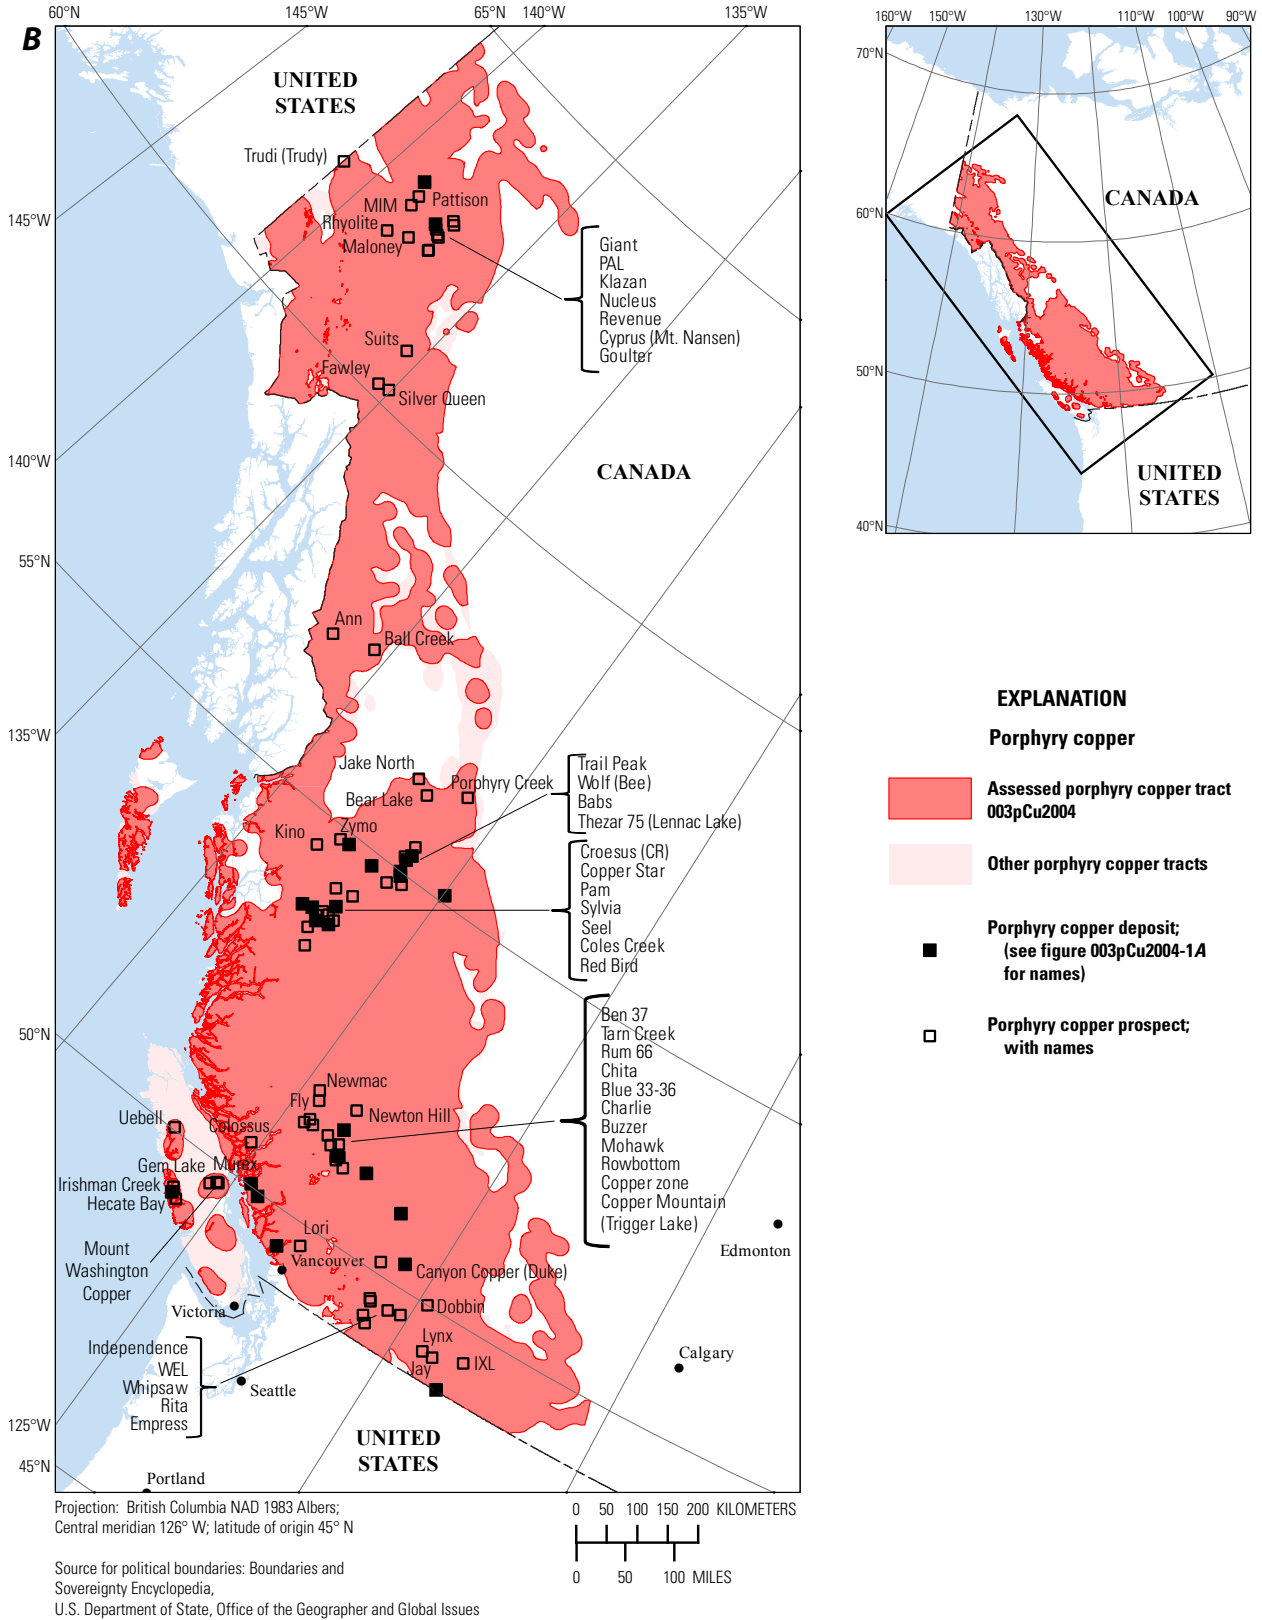 60°N
145°W
65°N
140°W
135°W
B
UNITED
STATES
Trudi (Trudy)
Pattison
MIM
Rhyolite
Maloney
145°W
Giant
PAL
Klazan
Nucleus
Revenue
Cyprus (Mt. Nansen)
Goulter
Suits
Fawley
Silver Queen
140°W
CANADA
55°N
Ann
Ball Creek
135°W
Jake North
Porphyry Creek
Bear Lake
Trail Peak
Wolf (Bee)
Babs
Thezar 75 (Lennac Lake)
Kino
Zymo
Croesus (CR)
Copper Star
Pam
Sylvia
Seel
Coles Creek
Red Bird
50°N
Ben 37
Tarn Creek
Rum 66
Chita
Blue 33-36
Charlie
Buzzer
Mohawk
Rowbottom
Copper zone
Copper Mountain
(Trigger Lake)
Newmac
Fly
Newton Hill
Uebell
Colossus
Gem Lake
Murex
Irishman Creek
Hecate Bay
Lori
Mount
Washington
Copper
Vancouver
Canyon Copper (Duke)
Edmonton
Victoria
Dobbin
Independence
WEL
Whipsaw
Rita
Empress
Lynx
Jay
IXL
Calgary
Seattle
125°W
UNITED
STATES
45°N
Portland
Projection: British Columbia NAD 1983 Albers;
Central meridian 126° W; latitude of origin 45° N
Source for political boundaries: Boundaries and
Sovereignty Encyclopedia,
U.S. Department of State, Office of the Geographer and Global Issues
0 50 100 150 200 KILOMETERS
0 50 100 MILES
160°W
150°W
130°W
110°W
100°W
90°W
70°N
60°N
50°N
40°N
CANADA
UNITED
STATES
EXPLANATION
Porphyry copper
Assessed porphyry copper tract
003pCu2004
Other porphyry copper tracts
Porphyry copper deposit;
(see figure 003pCu2004-1A
for names)
Porphyry copper prospect;
with names